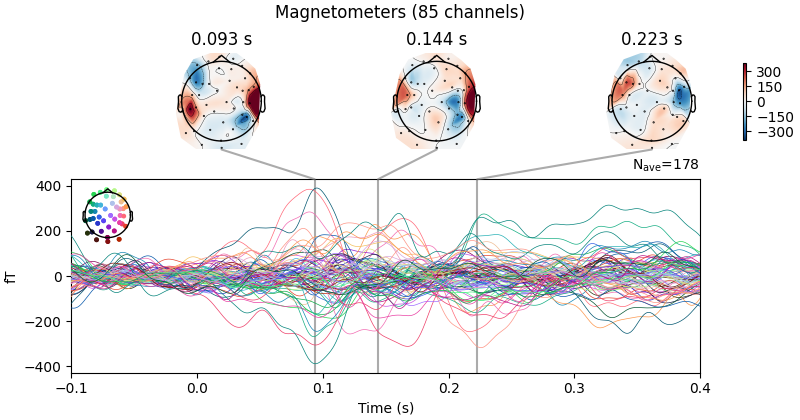 Magnetometers (85 channels)
0.093 s
0.144 s
0.223 s
300
150
0
−150
−300
Nave=178
400
200
0
−200
−400
fT
−0.1
0.0
0.1
0.2
0.3
0.4
Time (s)